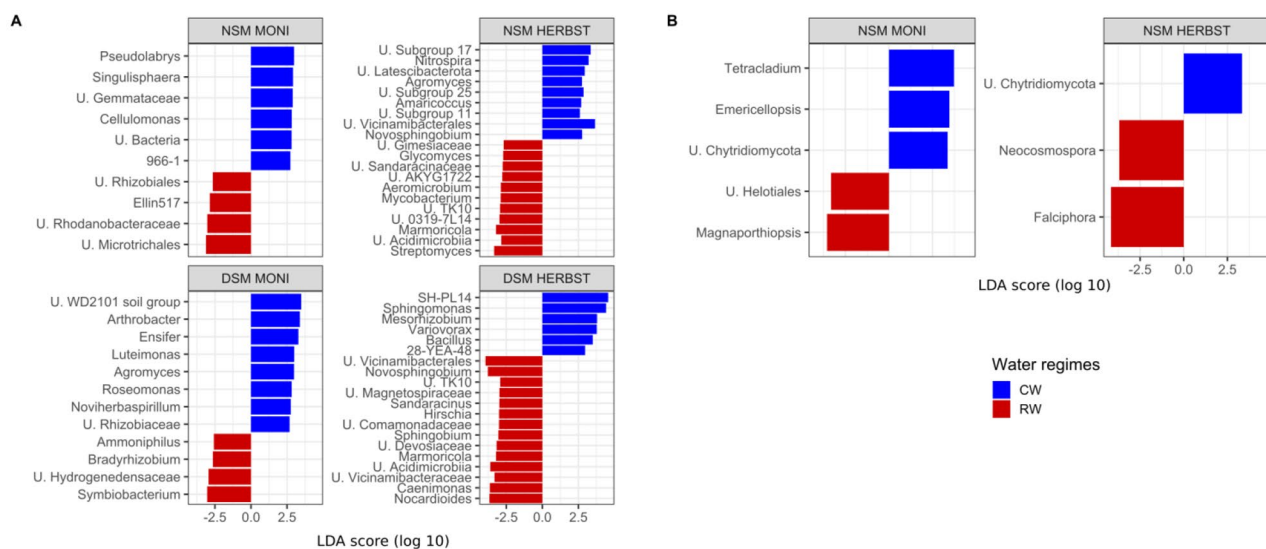 A
NSM MONI
Pseudolabrys
Singulisphaera
U. Gemmataceae
Cellulomonas
U. Bacteria
966-1
U. Rhizobiales
Ellin517
U. Rhodanobacteraceae
U. Microtrichales
NSM HERBST
U. Subgroup 17
Nitrospira
U. Latescibacterota
Agromyces
U. Subgroup 25
Amaricoccus
U. Subgroup 11
U. Vicinamibacterales
Novosphingobium
U. Gimesiaceae
Glycomyces
U. Sandaracinaceae
U. AKYG1722
Aeromicrobium
Mycobacterium
U. TK10
U. 0319-7L14
Marmoricola
U. Acidimicrobiia
Streptomyces
DSM MONI
U. WD2101 soil group
Arthrobacter
Ensifer
Luteimonas
Agromyces
Roseomonas
Noviherbaspirillum
U. Rhizobiaceae
Ammoniphilus
Bradyrhizobium
U. Hydrogenedensaceae
Symbiobacterium
-2.5 0.0 2.5
DSM HERBST
SH-PL14
Sphingomonas
Mesorhizobium
Variovorax
Bacillus
28-YEA-48
U. Vicinamibacterales
Novosphingobium
U. TK10
U. Magnetospiraceae
Sandaracinus
Hirschia
U. Comamonadaceae
Sphingobium
U. Devosiaceae
Marmoricola
U. Acidimicrobiia
U. Vicinamibacteraceae
Caenimonas
Nocardioides
-2.5 0.0 2.5
LDA score (log 10)
B
NSM MONI
Tetracladium
Emericellopsis
U. Chytridiomycota
U. Helotiales
Magnaporthiopsis
NSM HERBST
U. Chytridiomycota
Neocosmospora
Falciphora
-2.5 0.0 2.5
LDA score (log 10)
Water regimes
CW
RW